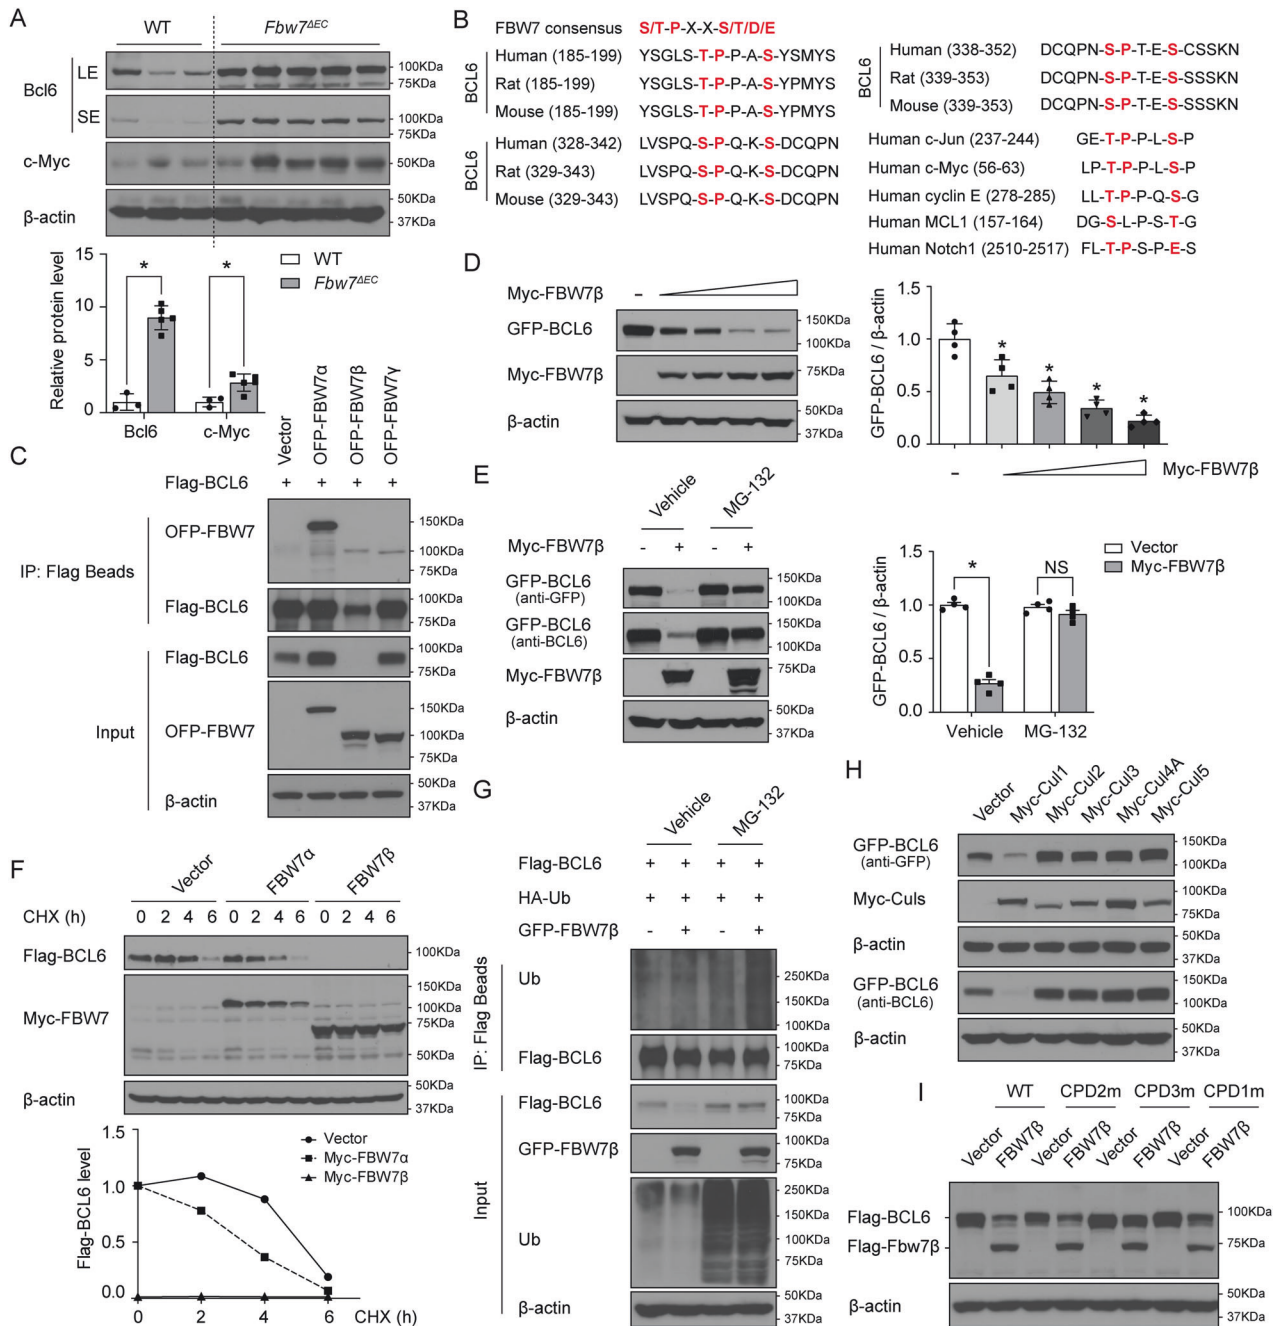 A
WT
Fbw7ΔEC
Bcl6
LE
100KDa
75KDa
SE
100KDa
75KDa
c-Myc
50KDa
β-actin
50KDa
37KDa
WT
Fbw7ΔEC
Relative protein level
15
10
5
0
*
*
Bcl6
c-Myc
B
FBW7 consensus S/T-P-X-X-S/T/D/E
BCL6
Human (185-199) YSGLS-T-P-P-A-S-YSMYS
Rat (185-199) YSGLS-T-P-P-A-S-YPMYS
Mouse (185-199) YSGLS-T-P-P-A-S-YPMYS
BCL6
Human (328-342) LVSPQ-S-P-Q-K-S-DCQPN
Rat (329-343) LVSPQ-S-P-Q-K-S-DCQPN
Mouse (329-343) LVSPQ-S-P-Q-K-S-DCQPN
BCL6
Human (338-352) DCQPN-S-P-T-E-S-CSSKN
Rat (339-353) DCQPN-S-P-T-E-S-SSSKN
Mouse (339-353) DCQPN-S-P-T-E-S-SSSKN
Human c-Jun (237-244) GE-T-P-P-L-S-P
Human c-Myc (56-63) LP-T-P-P-L-S-P
Human cyclin E (278-285) LL-T-P-P-Q-S-G
Human MCL1 (157-164) DG-S-L-P-S-T-G
Human Notch1 (2510-2517) FL-T-P-S-P-E-S
C
Vector
OFP-FBW7α
OFP-FBW7β
OFP-FBW7γ
Flag-BCL6 + + + +
IP: Flag Beads
OFP-FBW7
150KDa
100KDa
75KDa
Flag-BCL6
100KDa
75KDa
Input
Flag-BCL6
100KDa
75KDa
OFP-FBW7
150KDa
100KDa
75KDa
β-actin
50KDa
37KDa
D
Myc-FBW7β –
GFP-BCL6
150KDa
100KDa
Myc-FBW7β
75KDa
β-actin
50KDa
37KDa
GFP-BCL6 / β-actin
1.5
1.0
0.5
0.0
*
*
*
*
– Myc-FBW7β
E
Vehicle
MG-132
Myc-FBW7β - + - +
GFP-BCL6
(anti-GFP)
150KDa
100KDa
GFP-BCL6
(anti-BCL6)
150KDa
100KDa
Myc-FBW7β
75KDa
50KDa
β-actin
50KDa
37KDa
Vector
Myc-FBW7β
GFP-BCL6 / β-actin
1.5
1.0
0.5
0.0
*
NS
Vehicle
MG-132
F
Vector
FBW7α
FBW7β
CHX (h) 0 2 4 6 0 2 4 6 0 2 4 6
Flag-BCL6
100KDa
Myc-FBW7
150KDa
100KDa
75KDa
50KDa
β-actin
50KDa
37KDa
Flag-BCL6 level
1.5
1.0
0.5
0.0
Vector
Myc-FBW7α
Myc-FBW7β
0 2 4 6 CHX (h)
G
Vehicle
MG-132
Flag-BCL6 + + + +
HA-Ub + + + +
GFP-FBW7β - + - +
IP: Flag Beads
Ub
250KDa
150KDa
100KDa
Flag-BCL6
100KDa
75KDa
Input
Flag-BCL6
100KDa
75KDa
GFP-FBW7β
100KDa
75KDa
Ub
250KDa
150KDa
100KDa
75KDa
β-actin
50KDa
37KDa
H
Vector
Myc-Cul1
Myc-Cul2
Myc-Cul3
Myc-Cul4A
Myc-Cul5
GFP-BCL6
(anti-GFP)
150KDa
100KDa
Myc-Culs
100KDa
75KDa
β-actin
50KDa
37KDa
GFP-BCL6
(anti-BCL6)
150KDa
100KDa
β-actin
50KDa
37KDa
I
WT
CPD2m
CPD3m
CPD1m
Vector
FBW7β
Vector
FBW7β
Vector
FBW7β
Vector
FBW7β
Flag-BCL6
100KDa
Flag-Fbw7β
75KDa
β-actin
50KDa
37KDa